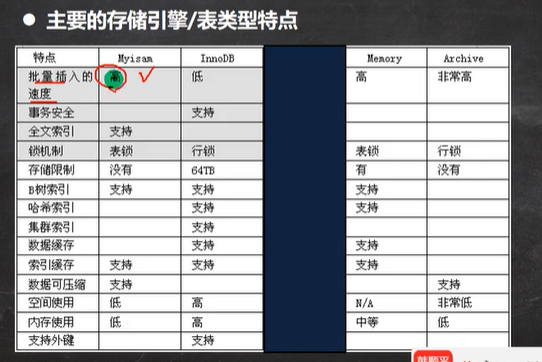 主要的存储引擎/表类型特点
特点 Myisam InnoDB Memory Archive
批量插入的速度 高 低 高 非常高
事务安全 支持
全文索引 支持
锁机制 表锁 行锁 表锁 行锁
存储限制 没有 64TB 有 没有
B树索引 支持 支持 支持
哈希索引 支持 支持
集群索引 支持
数据缓存 支持 支持
索引缓存 支持 支持 支持
数据可压缩 支持 支持
空间使用 低 高 N/A 非常低
内存使用 低 高 中等 低
支持外键 支持
韩顺平